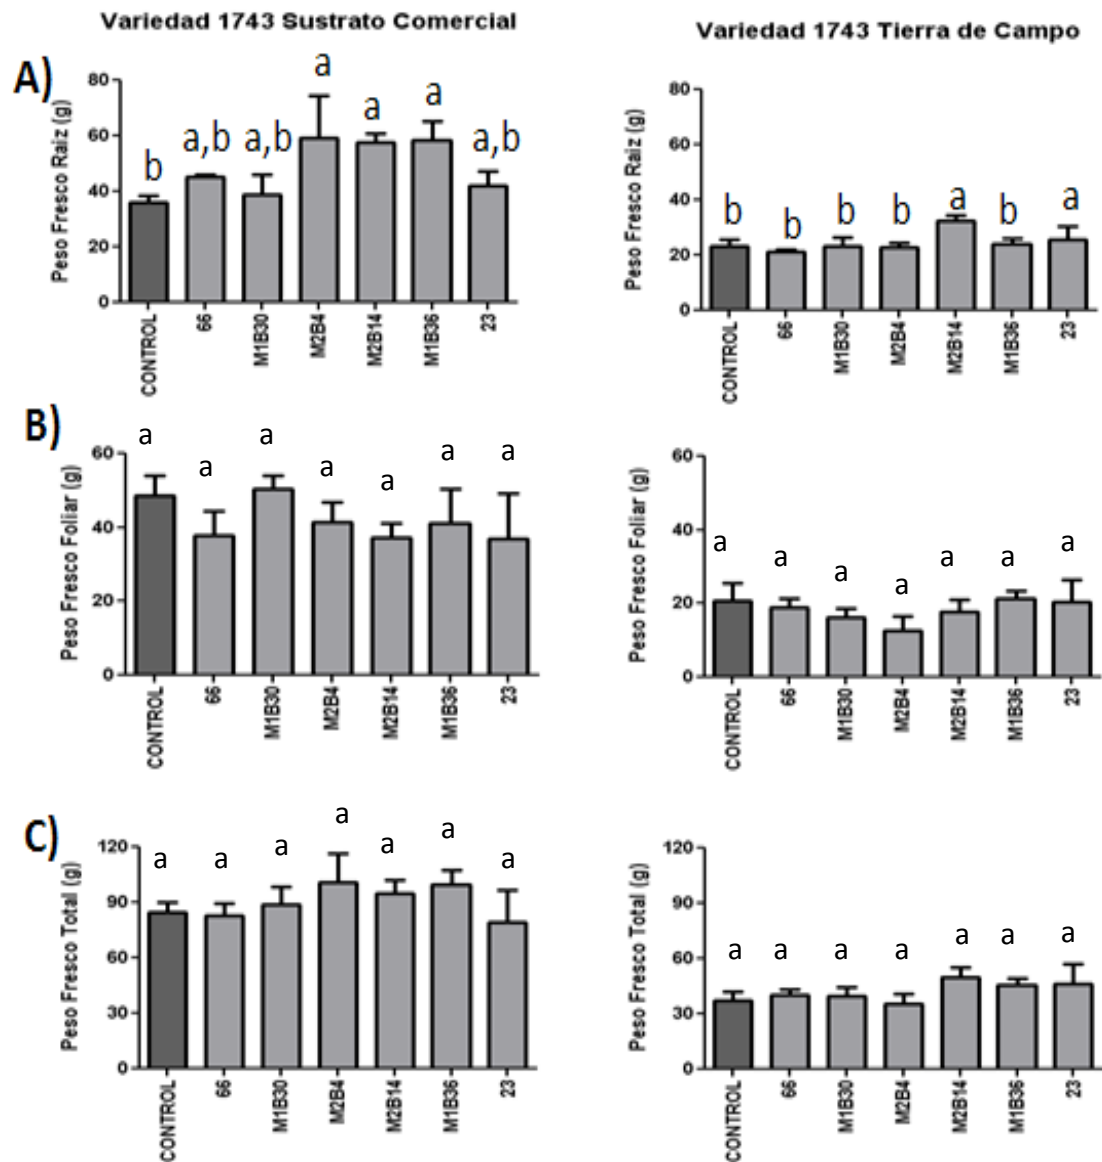 Variedad 1743 Sustrato Comercial
Variedad 1743 Tierra de Campo
A)
Peso Fresco Raiz (g)
80
60
40
20
0
b
a,b
a,b
a
a
a
a,b
CONTROL
66
M1B30
M2B4
M2B14
M1B36
23
Peso Fresco Raiz (g)
80
60
40
20
0
b
b
b
b
a
b
a
CONTROL
66
M1B30
M2B4
M2B14
M1B36
23
B)
Peso Fresco Foliar (g)
60
40
20
0
a
a
a
a
a
a
a
CONTROL
66
M1B30
M2B4
M2B14
M1B36
23
Peso Fresco Foliar (g)
60
40
20
0
a
a
a
a
a
a
a
CONTROL
66
M1B30
M2B4
M2B14
M1B36
23
C)
Peso Fresco Total (g)
120
90
60
30
0
a
a
a
a
a
a
a
CONTROL
66
M1B30
M2B4
M2B14
M1B36
23
Peso Fresco Total (g)
120
90
60
30
0
a
a
a
a
a
a
a
CONTROL
66
M1B30
M2B4
M2B14
M1B36
23